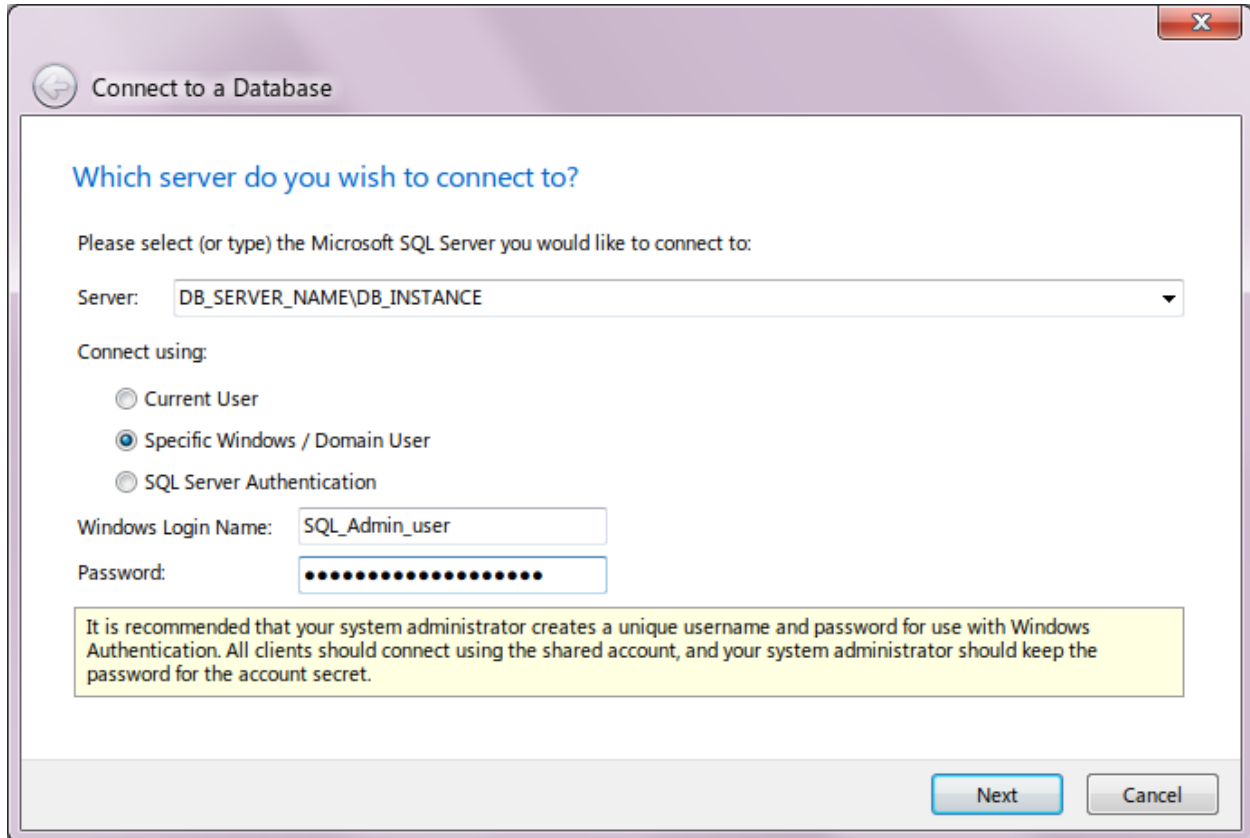 Connect to a Database
Which server do you wish to connect to?
Please select (or type) the Microsoft SQL Server you would like to connect to:
Server: DB_SERVER_NAME\DB_INSTANCE
Connect using:
Current User
Specific Windows / Domain User
SQL Server Authentication
Windows Login Name: SQL_Admin_user
Password: ●●●●●●●●●●●●●●●●●●●
It is recommended that your system administrator creates a unique username and password for use with Windows
Authentication. All clients should connect using the shared account, and your system administrator should keep the
password for the account secret.
Next Cancel